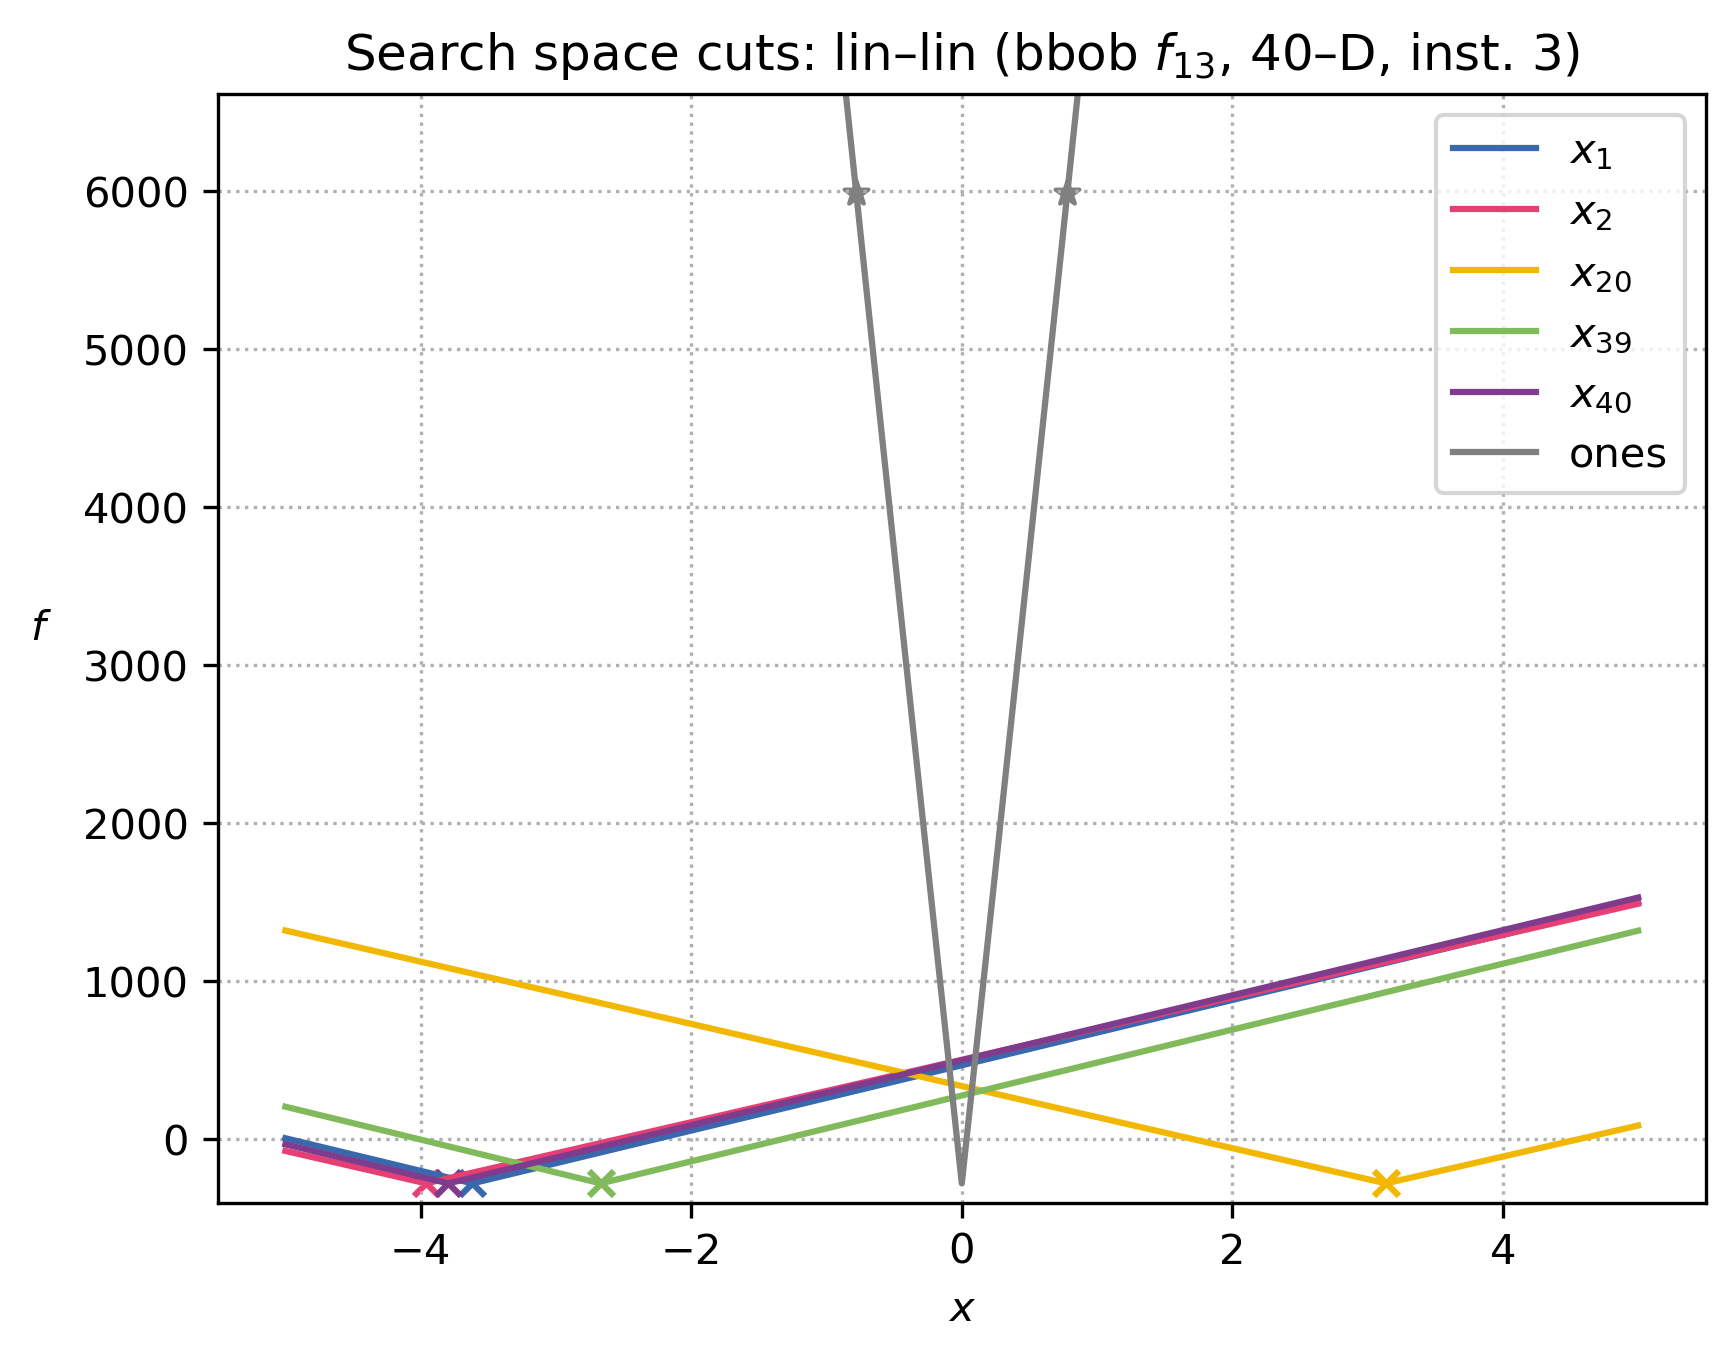 Search space cuts: lin–lin (bbob f₁₃, 40–D, inst. 3)
x₁
x₂
x₂₀
x₃₉
x₄₀
ones
6000
5000
4000
3000
2000
1000
0
f
−4 −2 0 2 4
x